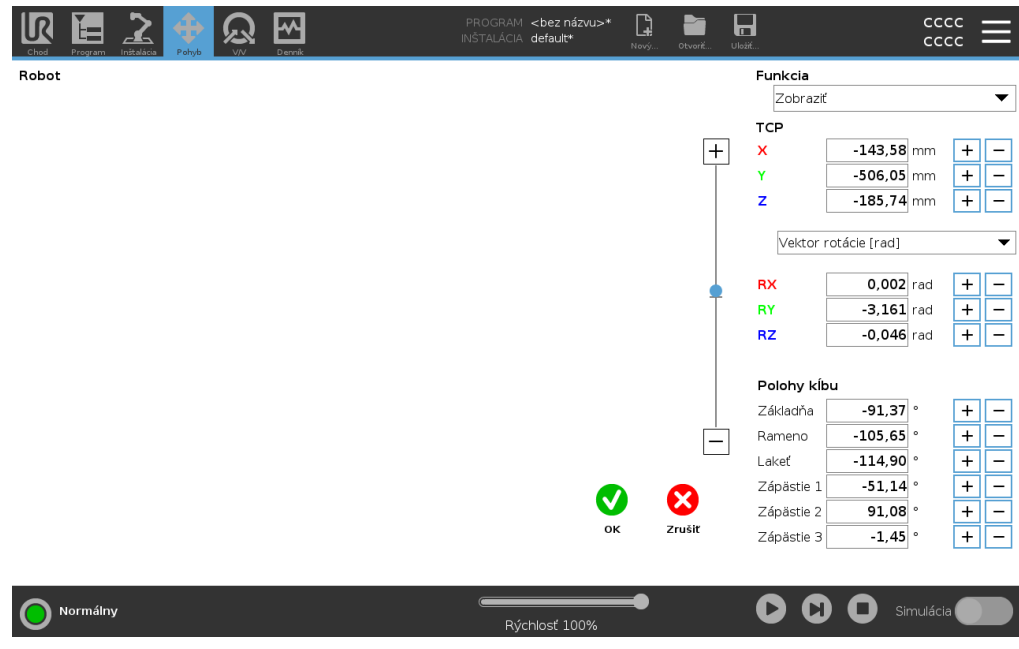 UR
Chod Program Inštalácia Pohyb V/V Denník
PROGRAM <bez názvu>*
INŠTALÁCIA default*
Nový... Otvoriť... Uložiť...
CCCC
CCCC
Robot
Funkcia
Zobraziť
TCP
X -143,58 mm + −
Y -506,05 mm + −
Z -185,74 mm + −
Vektor rotácie [rad]
RX 0,002 rad + −
RY -3,161 rad + −
RZ -0,046 rad + −
Polohy kĺbu
Základňa -91,37 ° + −
Rameno -105,65 ° + −
Lakeť -114,90 ° + −
Zápästie 1 -51,14 ° + −
Zápästie 2 91,08 ° + −
Zápästie 3 -1,45 ° + −
+
−
OK Zrušiť
Normálny
Rýchlosť 100%
Simulácia